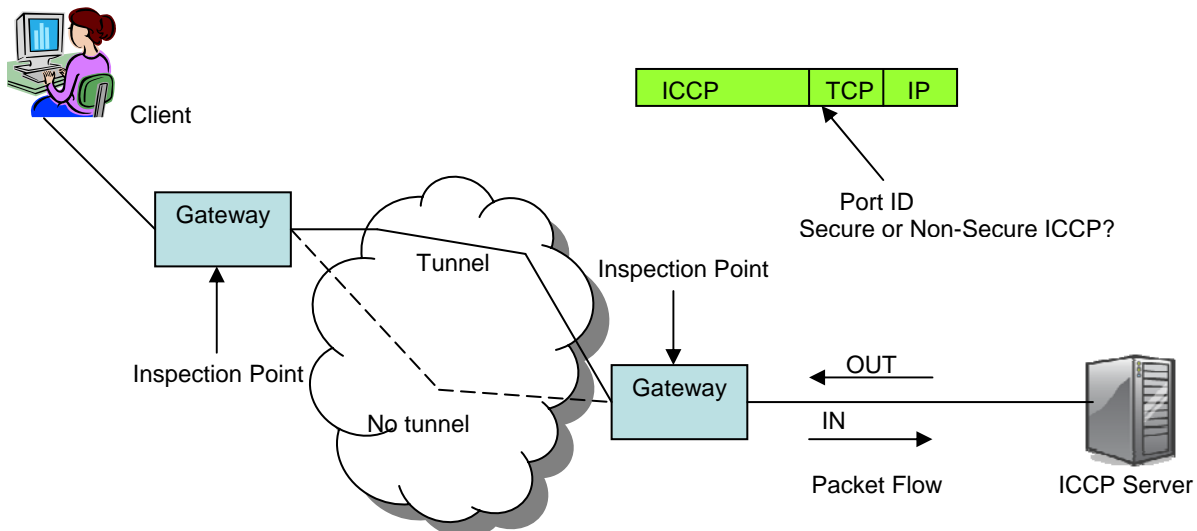 Client
ICCP TCP IP
Port ID
Secure or Non-Secure ICCP?
Gateway
Tunnel
Inspection Point
Inspection Point
Gateway
OUT
No tunnel
IN
Packet Flow
ICCP Server